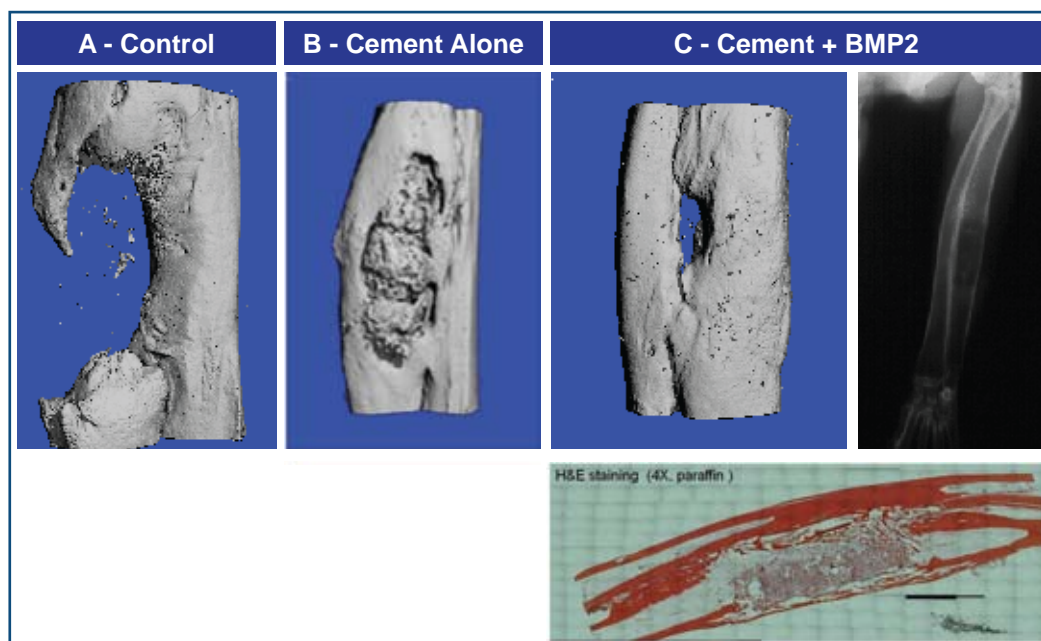 A - Control
B - Cement Alone
C - Cement + BMP2
H&E staining (4X, paraffin )